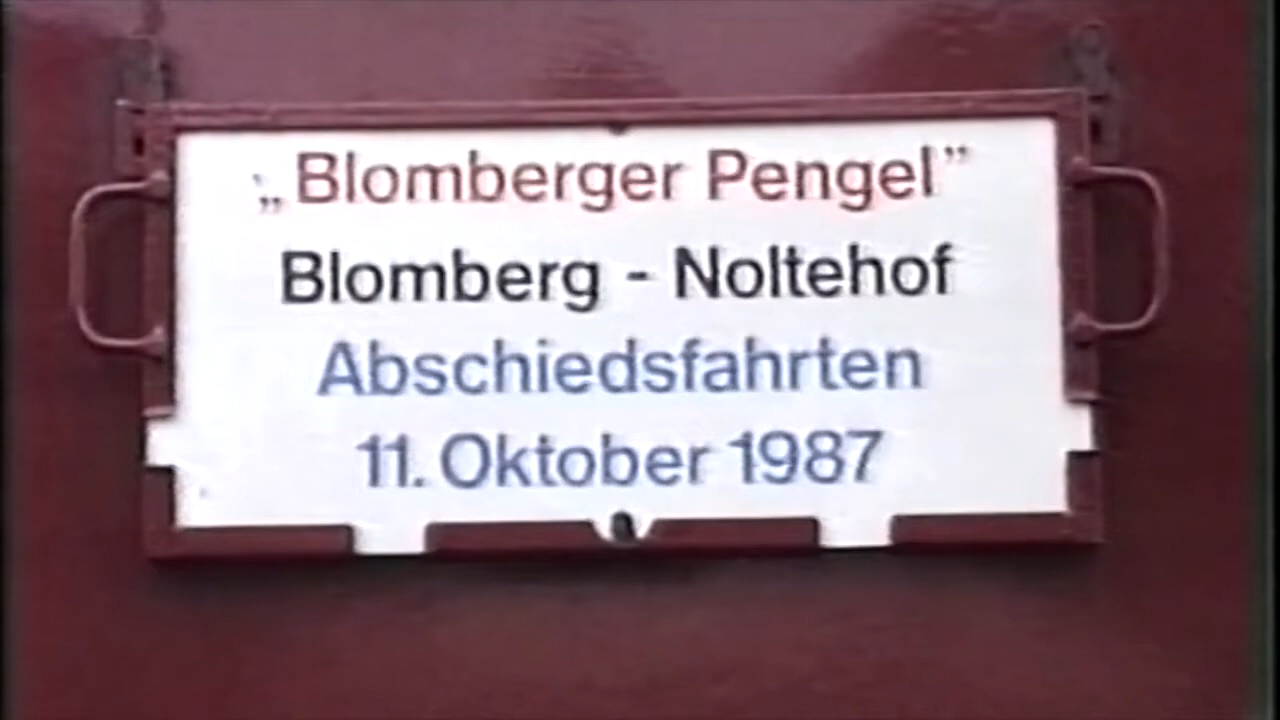 „Blomberger Pengel”
Blomberg - Noltehof
Abschiedsfahrten
11. Oktober 1987